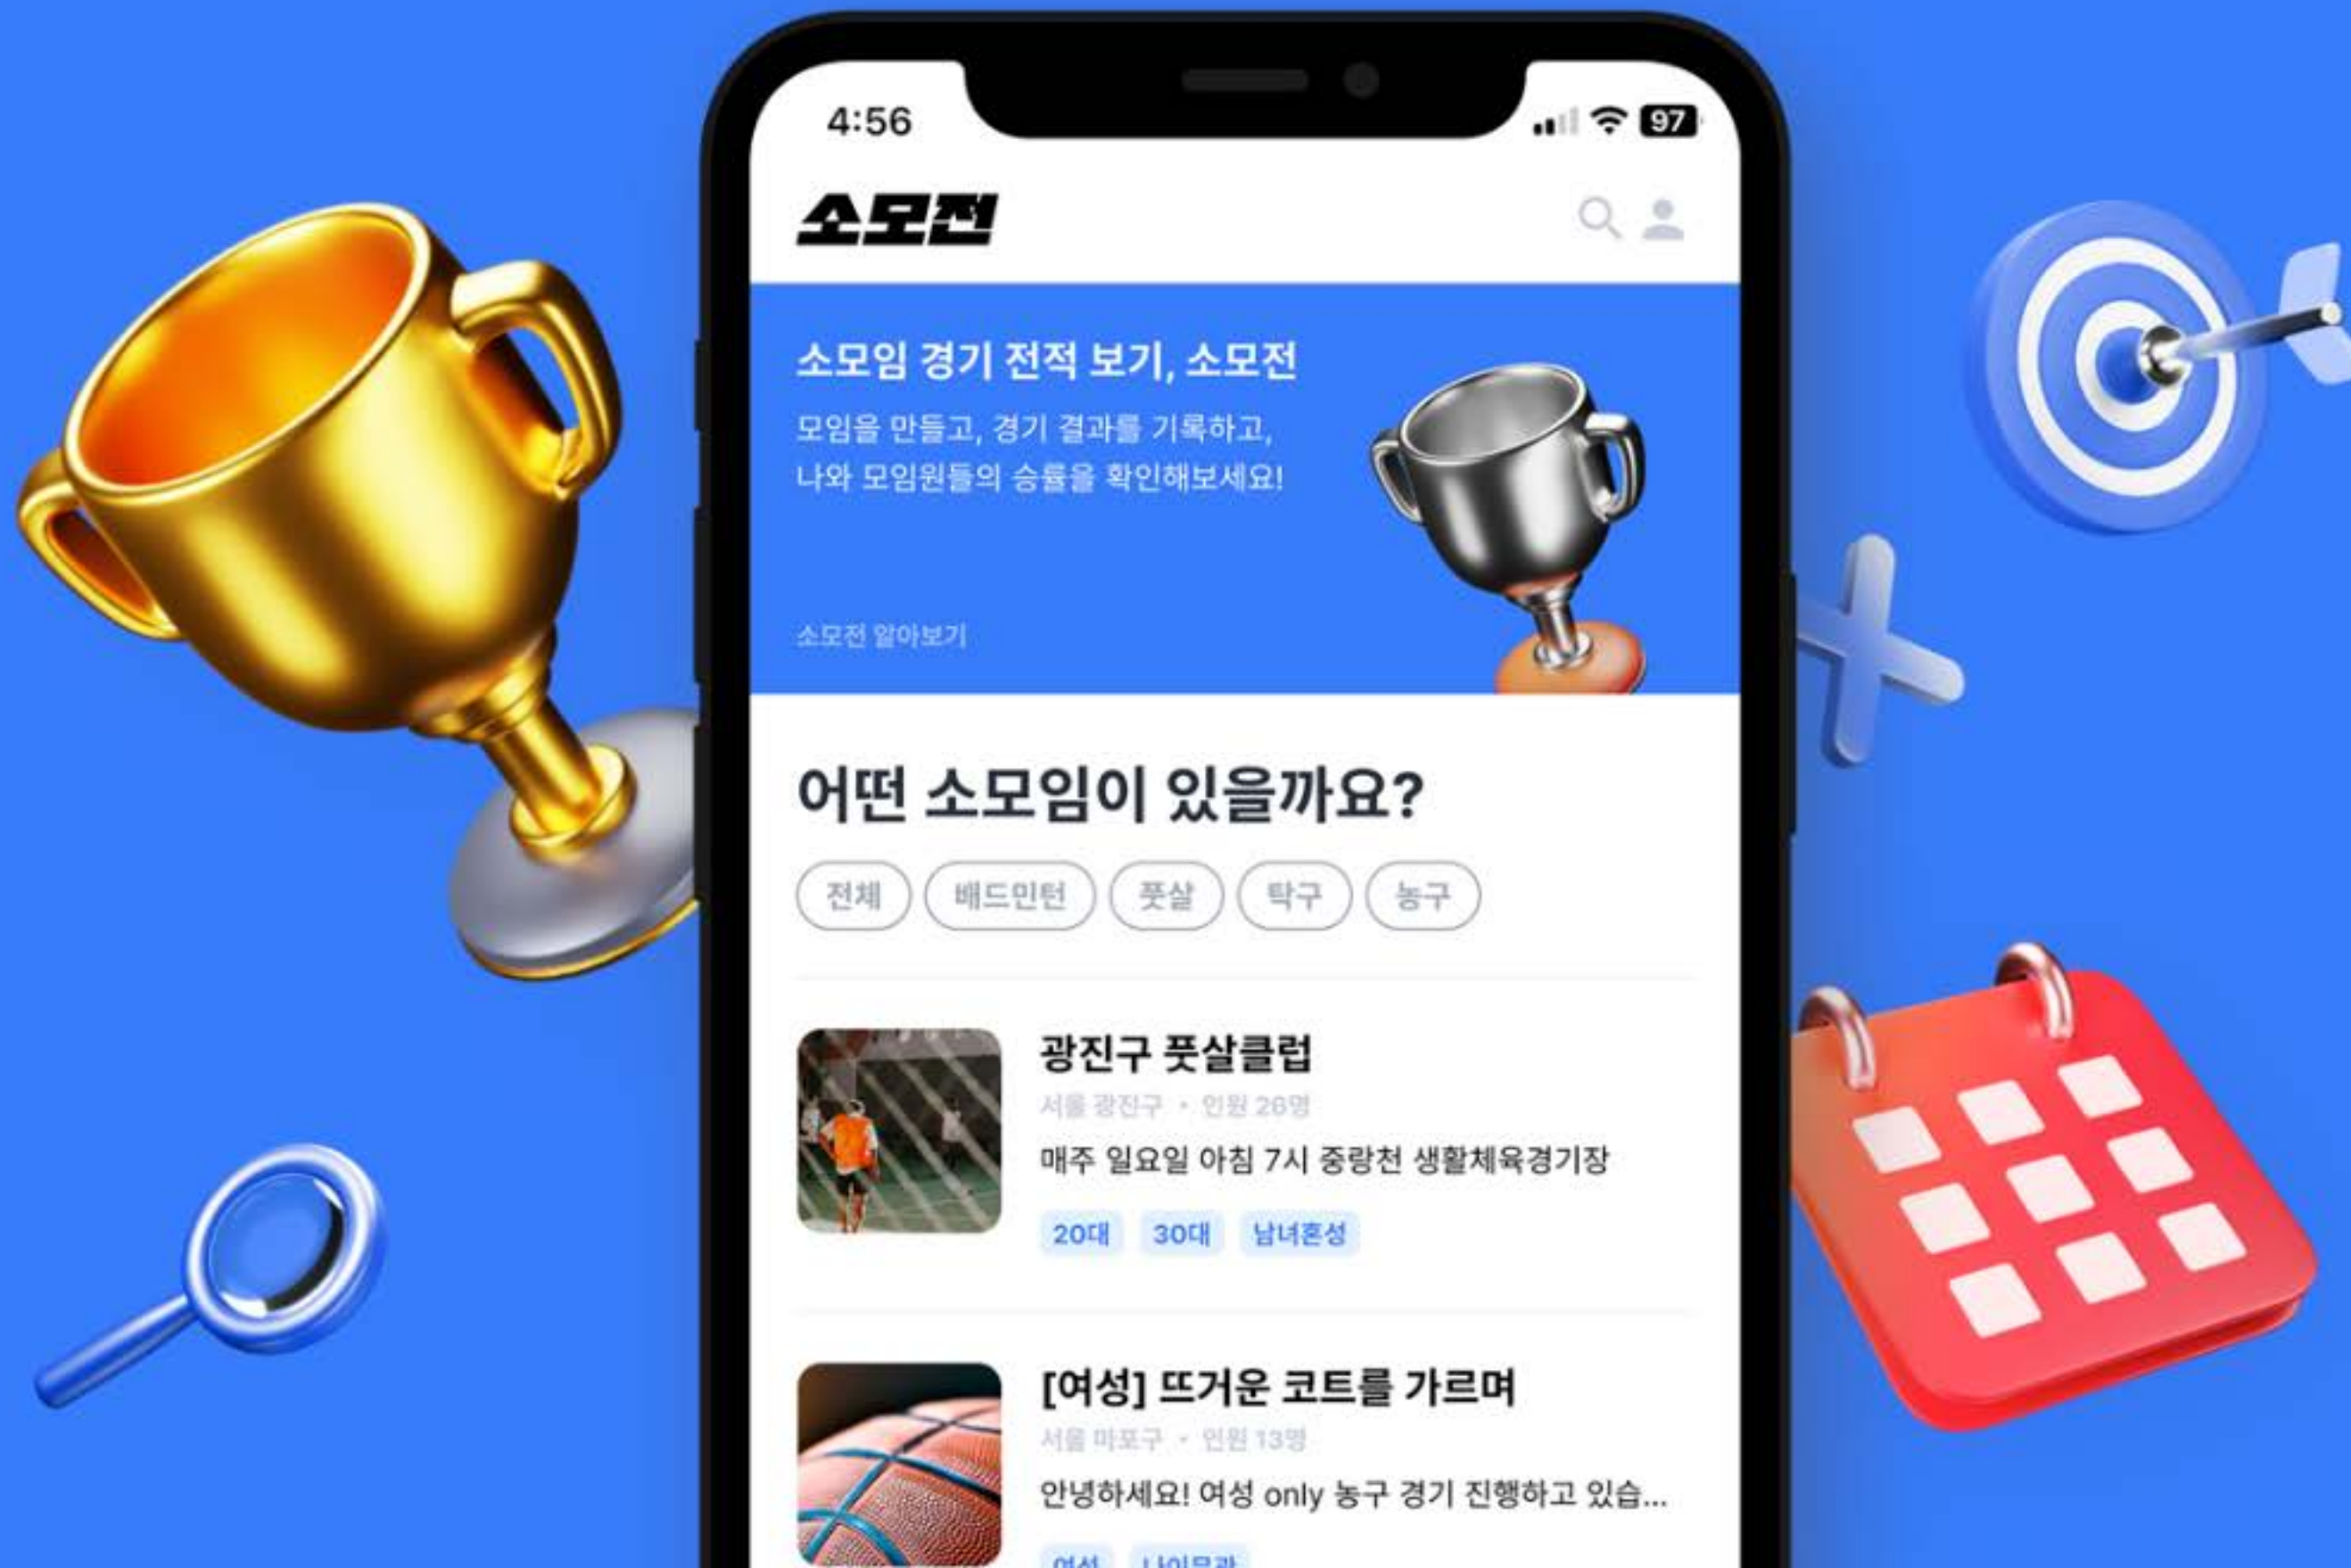 4:56
97
소모전
소모임 경기 전적 보기, 소모전
모임을 만들고, 경기 결과를 기록하고,
나와 모임원들의 승률을 확인해보세요!
소모전 알아보기
어떤 소모임이 있을까요?
전체 배드민턴 풋살 탁구 농구
광진구 풋살클럽
서울 광진구 • 인원 26명
매주 일요일 아침 7시 중랑천 생활체육경기장
20대 30대 남녀혼성
[여성] 뜨거운 코트를 가르며
서울 마포구 • 인원 13명
안녕하세요! 여성 only 농구 경기 진행하고 있습...
여성 나이무관